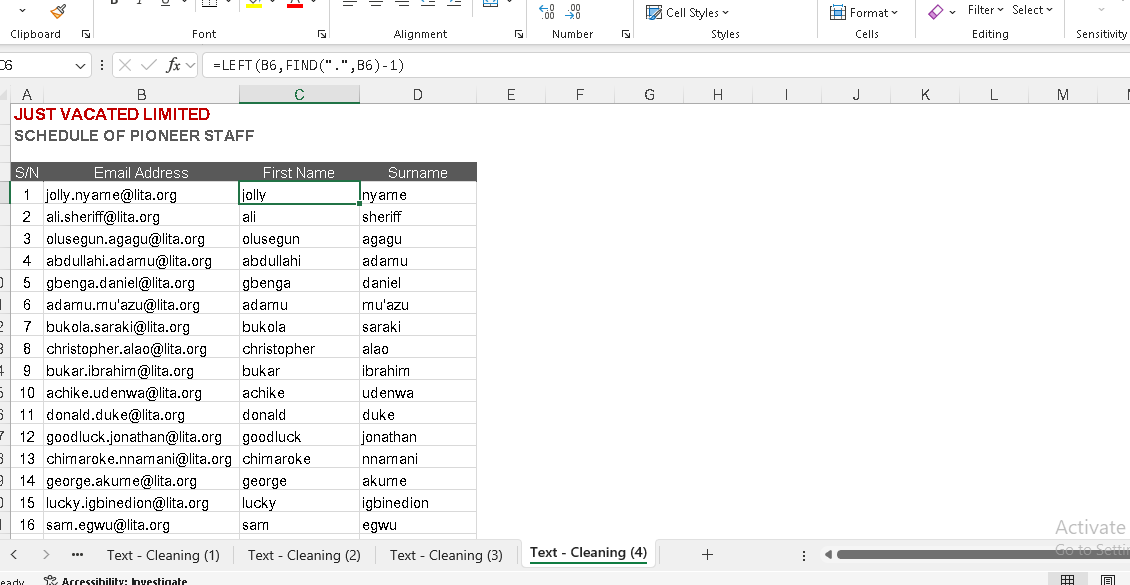 B I U
Cell Styles Format Filter Select
Clipboard Font Alignment Number Styles Cells Editing Sensitivity
C6 fx =LEFT(B6,FIND(".",B6)-1)
A B C D E F G H I J K L M
JUST VACATED LIMITED
SCHEDULE OF PIONEER STAFF
S/N Email Address First Name Surname
1 jolly.nyame@lita.org jolly nyame
2 ali.sheriff@lita.org ali sheriff
3 olusegun.agagu@lita.org olusegun agagu
4 abdullahi.adamu@lita.org abdullahi adamu
5 gbenga.daniel@lita.org gbenga daniel
6 adamu.mu'azu@lita.org adamu mu'azu
7 bukola.saraki@lita.org bukola saraki
8 christopher.alao@lita.org christopher alao
9 bukar.ibrahim@lita.org bukar ibrahim
10 achike.udenwa@lita.org achike udenwa
11 donald.duke@lita.org donald duke
12 goodluck.jonathan@lita.org goodluck jonathan
13 chimaroke.nnamani@lita.org chimaroke nnamani
14 george.akume@lita.org george akume
15 lucky.igbinedion@lita.org lucky igbinedion
16 sam.egwu@lita.org sam egwu
Activate
Go to Setti
Text - Cleaning (1) Text - Cleaning (2) Text - Cleaning (3) Text - Cleaning (4)
eady Accessibility: Investigate